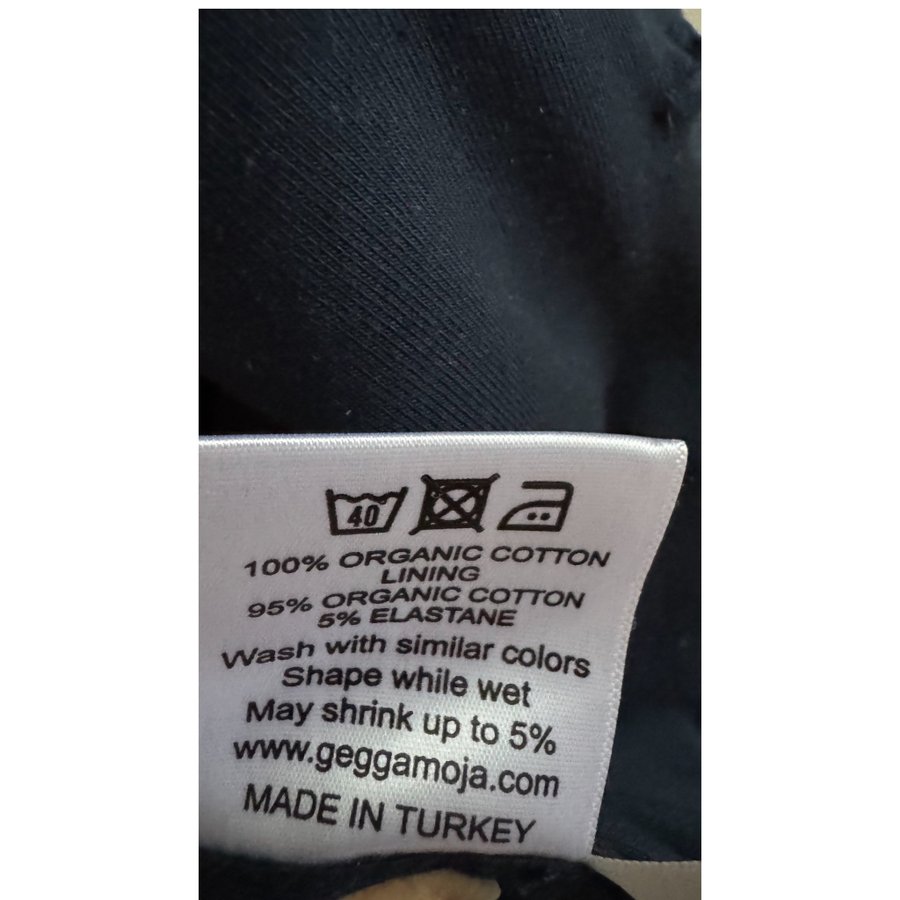 40
100% ORGANIC COTTON
LINING
95% ORGANIC COTTON
5% ELASTANE
Wash with similar colors
Shape while wet
May shrink up to 5%
www.geggamoja.com
MADE IN TURKEY